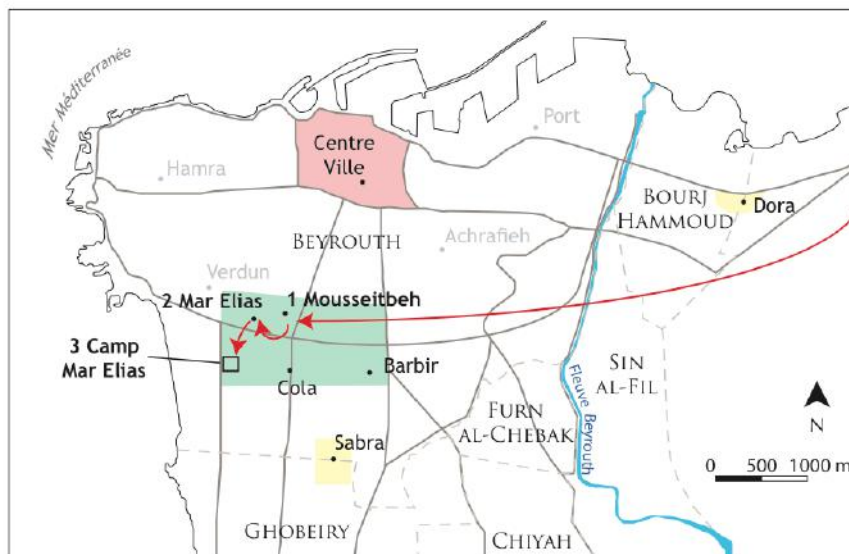 Mer Méditerranée
Port
Centre
Ville
Hamra
BOURJ
HAMMOUD
Dora
BEYROUTH
Achrafieh
Verdun
2 Mar Elias
1 Mousseitbeh
3 Camp
Mar Elias
Cola
Barbir
SIN
AL-FIL
Fleuve Beyrouth
FURN
AL-CHEBAK
N
Sabra
0 500 1000 m
GHOBEIRY
CHIYAH